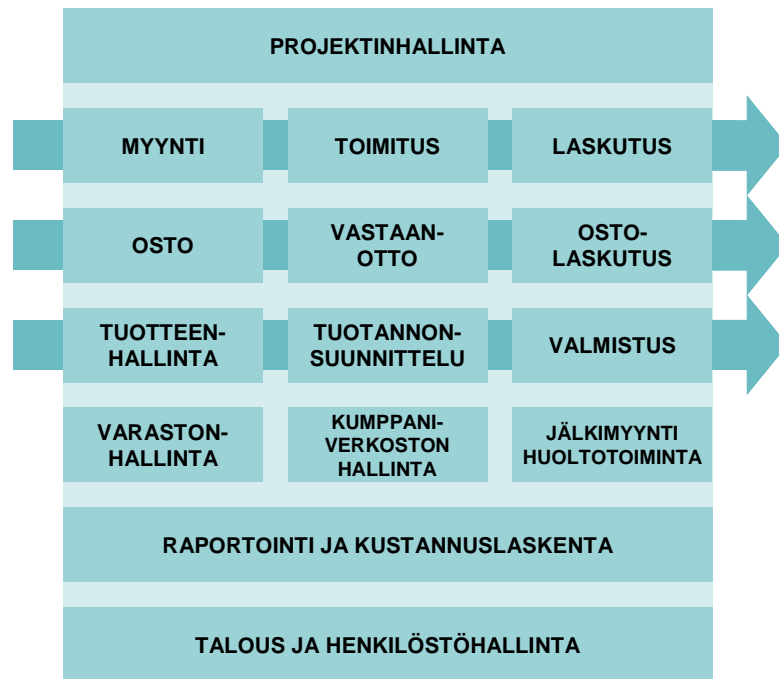 PROJEKTINHALLINTA
MYYNTI
TOIMITUS
LASKUTUS
OSTO
VASTAAN-
OTTO
OSTO-
LASKUTUS
TUOTTEEN-
HALLINTA
TUOTANNON-
SUUNNITTELU
VALMISTUS
VARASTON-
HALLINTA
KUMPPANI-
VERKOSTON
HALLINTA
JÄLKIMYYNTI
HUOLTOTOIMINTA
RAPORTOINTI JA KUSTANNUSLASKENTA
TALOUS JA HENKILÖSTÖHALLINTA